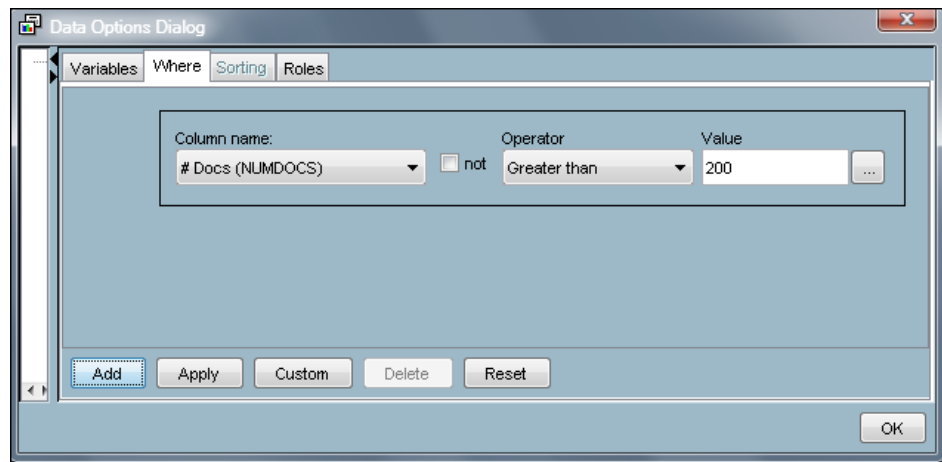 Data Options Dialog
Variables Where Sorting Roles
Column name: Operator Value
# Docs (NUMDOCS) not Greater than 200 ...
Add Apply Custom Delete Reset
OK